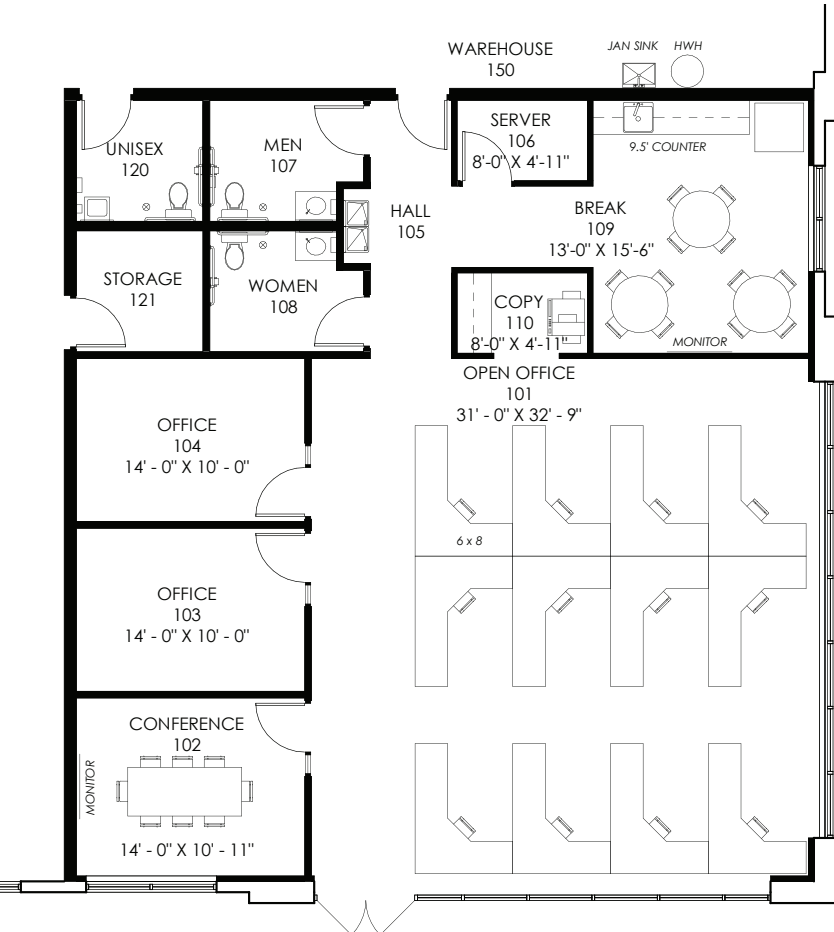 WAREHOUSE
150
JAN SINK
HWH
UNISEX
120
MEN
107
SERVER
106
8'-0" X 4'-11"
9.5' COUNTER
HALL
105
BREAK
109
13'-0" X 15'-6"
STORAGE
121
WOMEN
108
COPY
110
8'-0" X 4'-11"
MONITOR
OPEN OFFICE
101
31' - 0" X 32' - 9"
OFFICE
104
14' - 0" X 10' - 0"
6 x 8
OFFICE
103
14' - 0" X 10' - 0"
CONFERENCE
102
MONITOR
14' - 0" X 10' - 11"